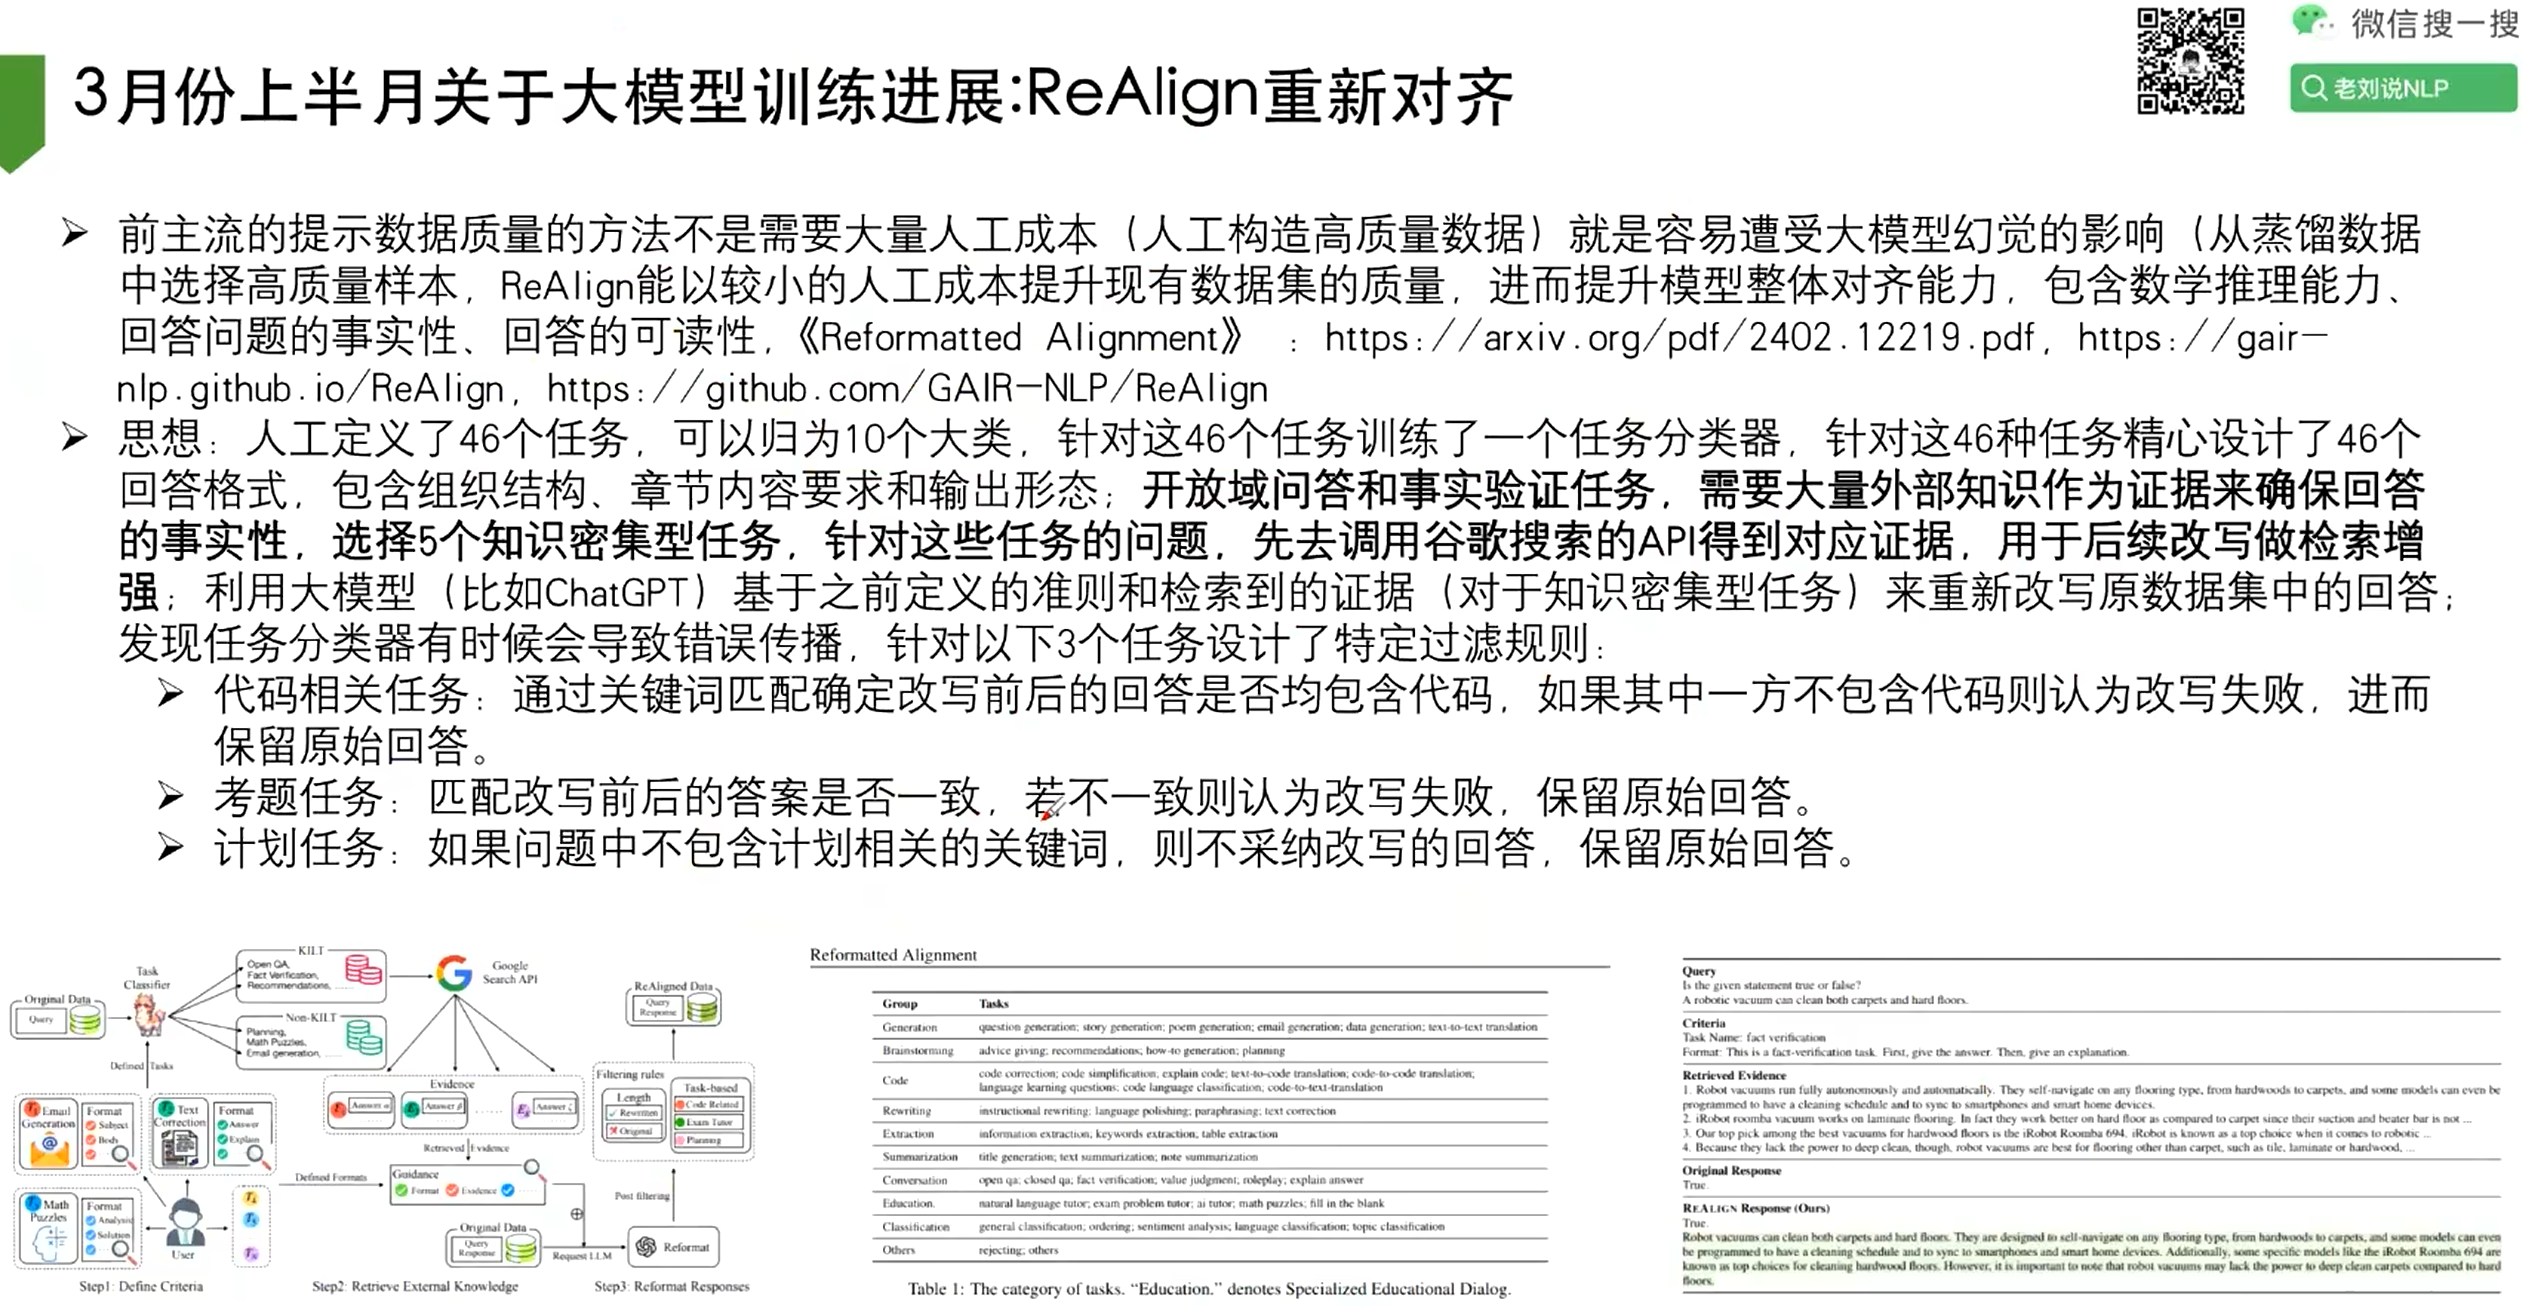 微信搜一搜
老刘说NLP
3月份上半月关于大模型训练进展:ReAlign重新对齐
前主流的提示数据质量的方法不是需要大量人工成本（人工构造高质量数据）就是容易遭受大模型幻觉的影响（从蒸馏数据
中选择高质量样本，ReAlign能以较小的人工成本提升现有数据集的质量，进而提升模型整体对齐能力，包含数学推理能力、
回答问题的事实性、回答的可读性，《Reformatted Alignment》 ：https://arxiv.org/pdf/2402.12219.pdf，https://gair-
nlp.github.io/ReAlign，https://github.com/GAIR-NLP/ReAlign
思想：人工定义了46个任务，可以归为10个大类，针对这46个任务训练了一个任务分类器，针对这46种任务精心设计了46个
回答格式，包含组织结构、章节内容要求和输出形态；开放域问答和事实验证任务，需要大量外部知识作为证据来确保回答
的事实性，选择5个知识密集型任务，针对这些任务的问题，先去调用谷歌搜索的API得到对应证据，用于后续改写做检索增
强；利用大模型（比如ChatGPT）基于之前定义的准则和检索到的证据（对于知识密集型任务）来重新改写原数据集中的回答；
发现任务分类器有时候会导致错误传播，针对以下3个任务设计了特定过滤规则：
代码相关任务：通过关键词匹配确定改写前后的回答是否均包含代码，如果其中一方不包含代码则认为改写失败，进而
保留原始回答。
考题任务：匹配改写前后的答案是否一致，若不一致则认为改写失败，保留原始回答。
计划任务：如果问题中不包含计划相关的关键词，则不采纳改写的回答，保留原始回答。
Original Data
Query
Task
Classifier
KILT
Open QA,
Fact Verification,
Recommendations, ......
Non-KILT
Planning,
Math Puzzles,
Email generation, ......
Google
Search API
Defined Tasks
Email
Generation
Format
Subject
Body
Text
Correction
Format
Answer
Explain
Math
Puzzles
Format
Analysis
Solution
User
Step1: Define Criteria
Evidence
Answer
Answer
......
Answer
Retrieved Evidence
Defined Formats
Guidance
Format
Evidence
......
Original Data
Query
Response
Request LLM
Step2: Retrieve External Knowledge
ReAligned Data
Query
Response
Filtering rules
Length
Rewritten
Original
Task-based
Code Related
Exam Tutor
Planning
Post filtering
Reformat
Step3: Reformat Responses
Reformatted Alignment
Group Tasks
Generation question generation; story generation; poem generation; email generation; data generation; text-to-text translation
Brainstorming advice giving; recommendations; how-to generation; planning
Code code correction; code simplification; explain code; text-to-code translation; code-to-code translation;
language learning questions; code language classification; code-to-text-translation
Rewriting instructional rewriting; language polishing; paraphrasing; text correction
Extraction information extraction; keywords extraction; table extraction
Summarization title generation; text summarization; note summarization
Conversation open qa; closed qa; fact verification; value judgment; roleplay; explain answer
Education. natural language tutor; exam problem tutor; ai tutor; math puzzles; fill in the blank
Classification general classification; ordering; sentiment analysis; language classification; topic classification
Others rejecting; others
Table 1: The category of tasks. “Education.” denotes Specialized Educational Dialog.
Query
Is the given statement true or false?
A robotic vacuum can clean both carpets and hard floors.
Criteria
Task Name: fact verification
Format: This is a fact-verification task. First, give the answer. Then, give an explanation.
Retrieved Evidence
1. Robot vacuums run fully autonomously and automatically. They self-navigate on any flooring type, from hardwoods to carpets, and some models can even be
programmed to have a cleaning schedule and to sync to smartphones and smart home devices.
2. iRobot roomba vacuum works on laminate flooring. In fact they work better on hard floor as compared to carpet since their suction and beater bar is not ...
3. Our top pick among the best vacuums for hardwood floors is the iRobot Roomba 694. iRobot is known as a top choice when it comes to robotic ...
4. Because they lack the power to deep clean, though, robot vacuums are best for flooring other than carpet, such as tile, laminate or hardwood, ...
Original Response
True.
REALIGN Response (Ours)
True.
Robot vacuums can clean both carpets and hard floors. They are designed to self-navigate on any flooring type, from hardwoods to carpets, and some models can even
be programmed to have a cleaning schedule and to sync to smartphones and smart home devices. Additionally, some specific models like the iRobot Roomba 694 are
known as top choices for cleaning hardwood floors. However, it is important to note that robot vacuums may lack the power to deep clean carpets compared to hard
floors.